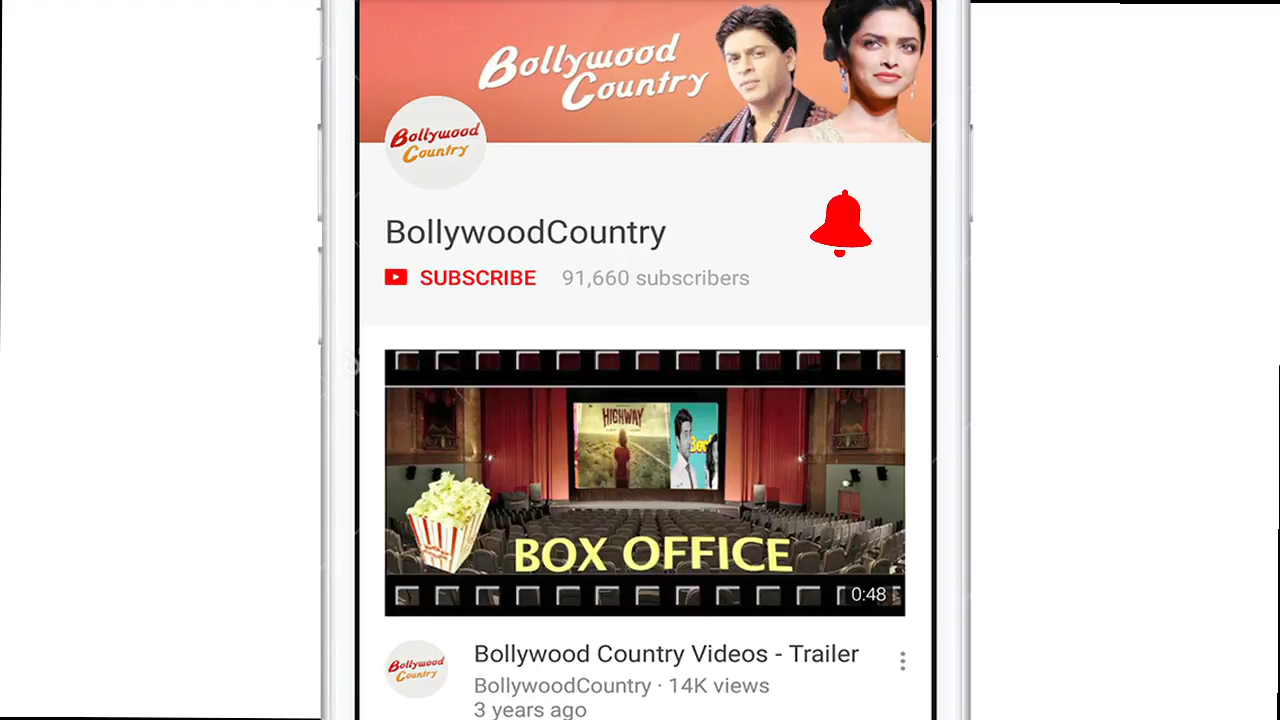 Bollywood
Country
Bollywood
Country
BollywoodCountry
SUBSCRIBE 91,660 subscribers
HIGHWAY
BOX OFFICE
0:48
Bollywood
Country
Bollywood Country Videos - Trailer
BollywoodCountry · 14K views
3 years ago